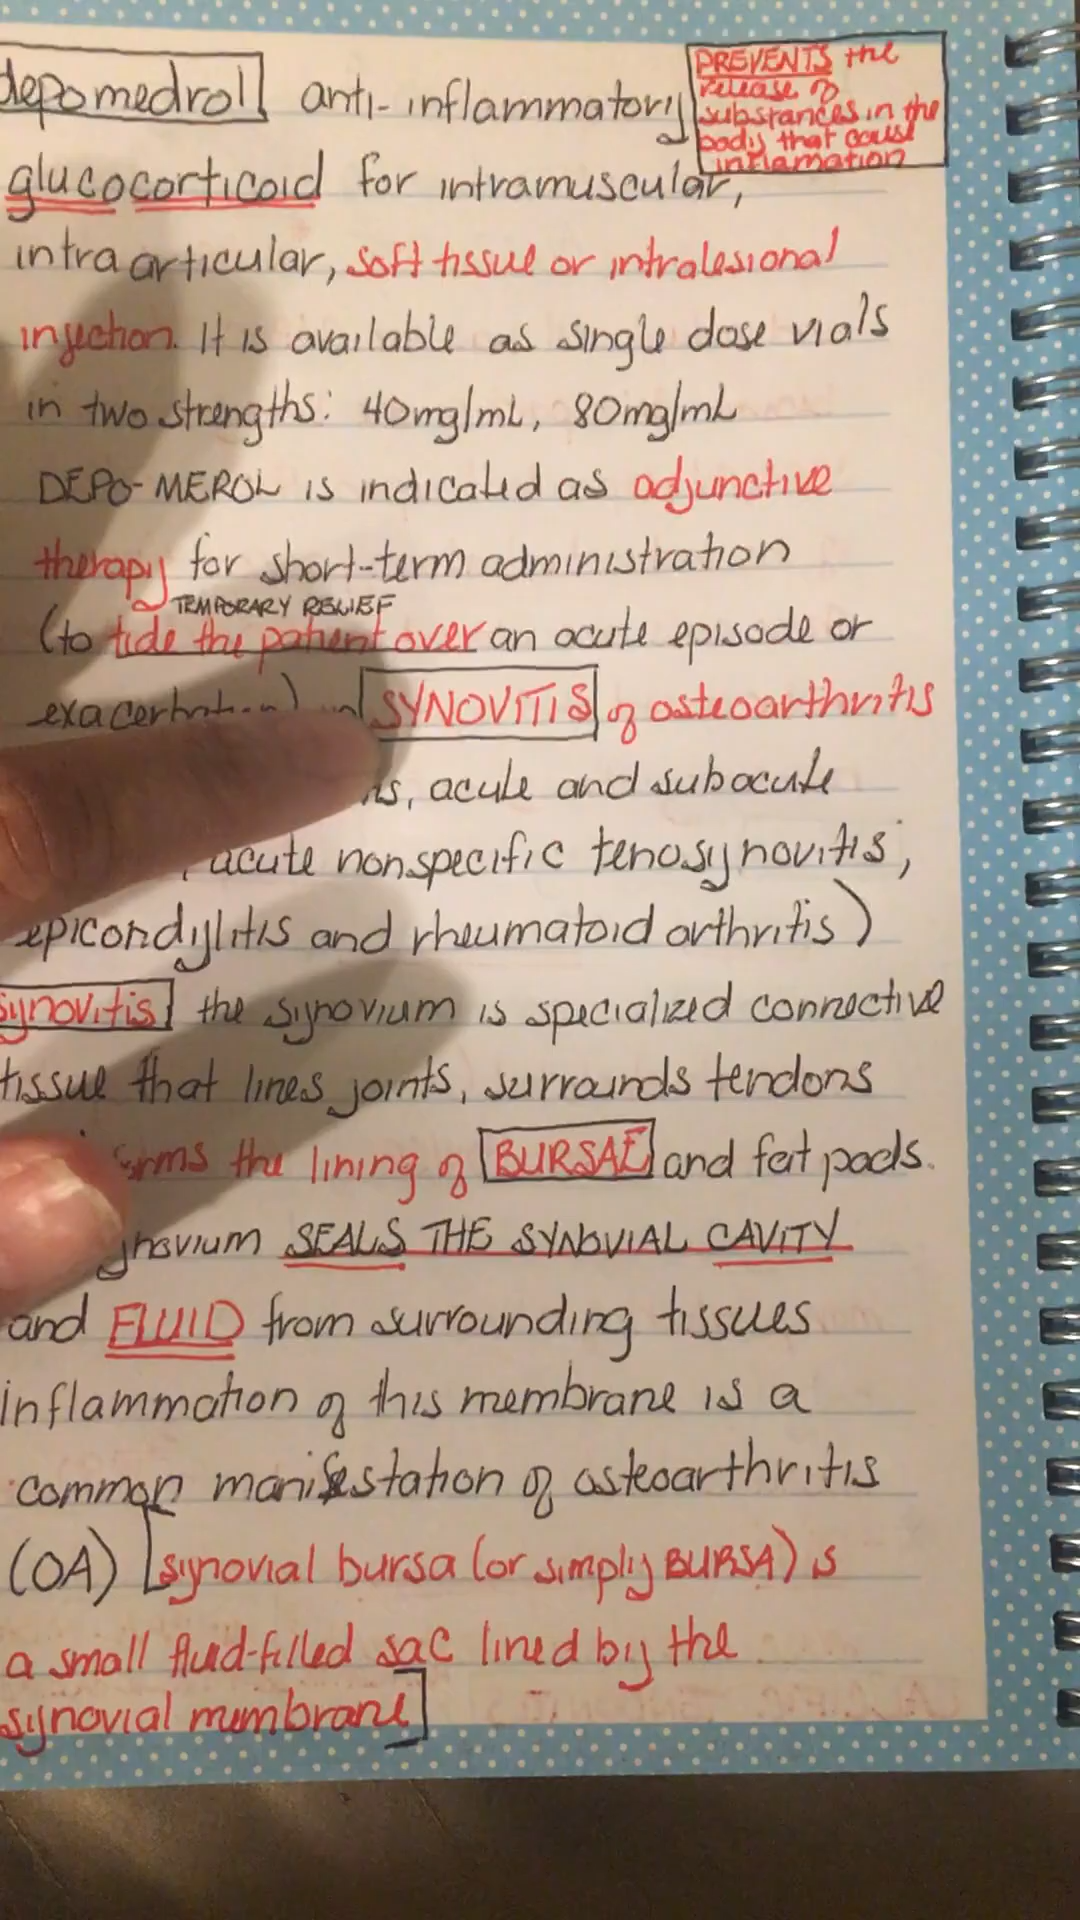 depomedrol anti-inflammatory
PREVENTS the
release of
substances in the
body that cause
inflamation
glucocorticoid for intramuscular,
intraarticular, soft tissue or intralesional
injection. It is available as single dose vials
in two strengths: 40mg/mL, 80mg/mL
DEPO-MEROL is indicated as adjunctive
therapy for short-term administration
TEMPORARY RELIEF
(to tide the patient over an acute episode or
SYNOVITIS of osteoarthritis
acute and subacute
, acute nonspecific tenosynovitis,
epicondylitis and rheumatoid arthritis)
synovitis the synovium is specialized connective
tissue that lines joints, surrounds tendons
the lining of BURSAE and fat pads.
SEALS THE SYNOVIAL CAVITY
and FLUID from surrounding tissues
inflammation of this membrane is a
common manifestation of osteoarthritis
(OA) [synovial bursa (or simply BURSA) is
a small fluid-filled sac lined by the
synovial membrane]